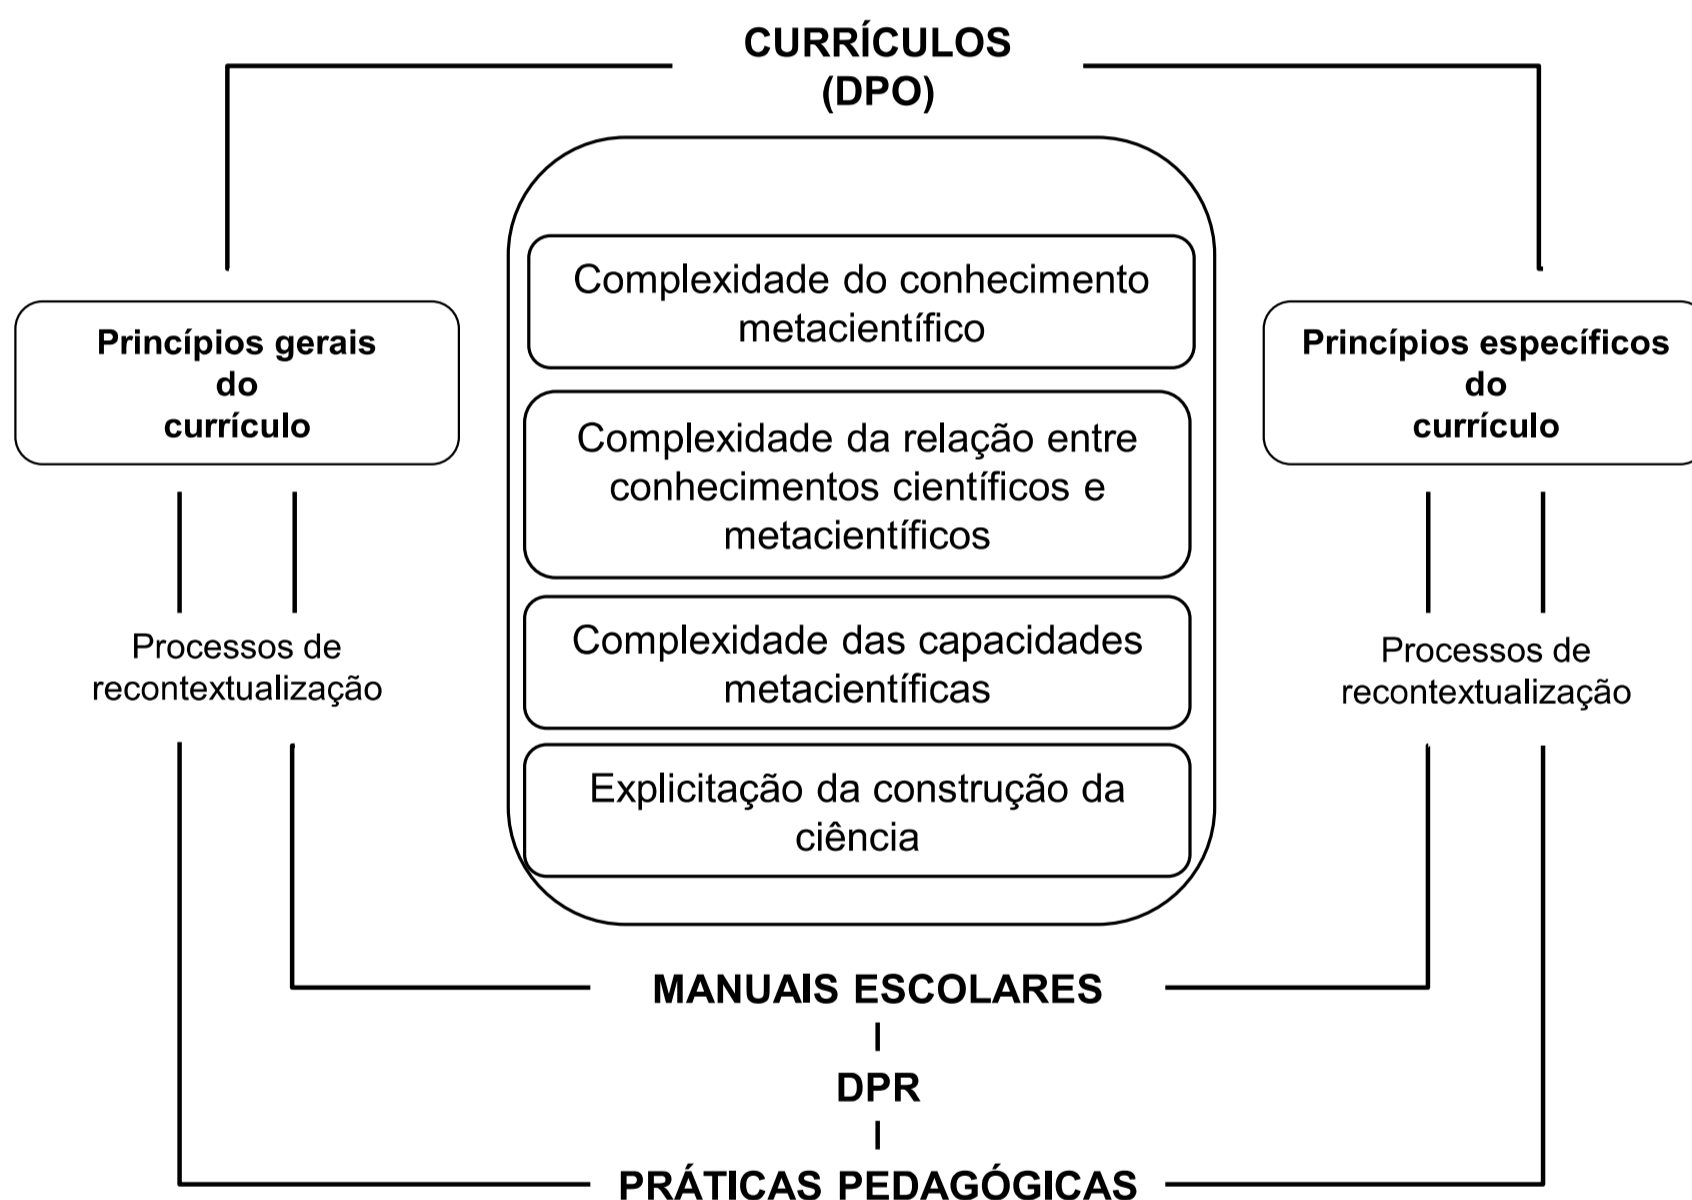 CURRÍCULOS
(DPO)
Princípios gerais
do
currículo
Complexidade do conhecimento
metacientífico
Complexidade da relação entre
conhecimentos científicos e
metacientíficos
Complexidade das capacidades
metacientíficas
Explicitação da construção da
ciência
Princípios específicos
do
currículo
Processos de
recontextualização
Processos de
recontextualização
MANUAIS ESCOLARES
DPR
PRÁTICAS PEDAGÓGICAS